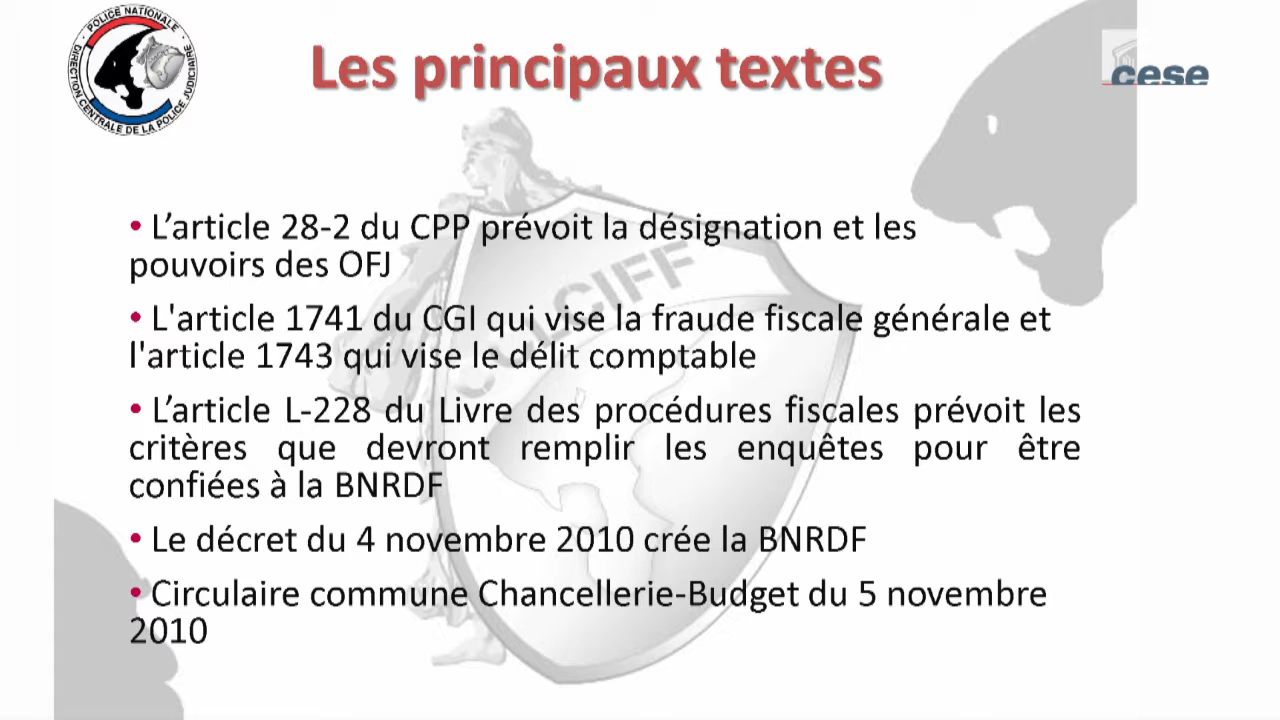 POLICE NATIONALE
DIRECTION CENTRALE DE LA POLICE JUDICIAIRE
Les principaux textes
cese
• L’article 28-2 du CPP prévoit la désignation et les
pouvoirs des OFJ
• L'article 1741 du CGI qui vise la fraude fiscale générale et
l'article 1743 qui vise le délit comptable
• L’article L-228 du Livre des procédures fiscales prévoit les
critères que devront remplir les enquêtes pour être
confiées à la BNRDF
• Le décret du 4 novembre 2010 crée la BNRDF
• Circulaire commune Chancellerie-Budget du 5 novembre
2010